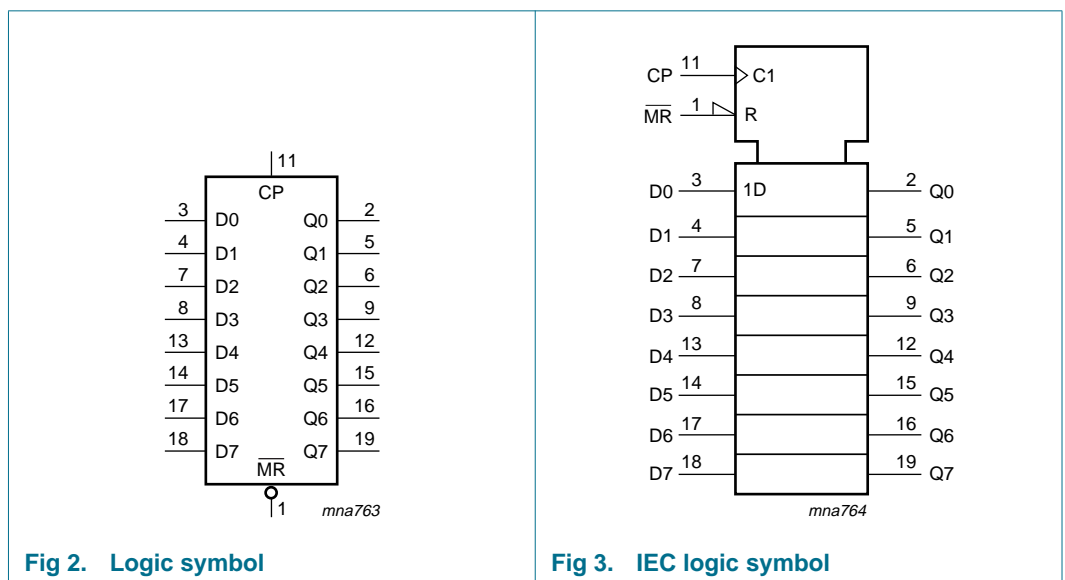 11
CP
3 D0 Q0 2
4 D1 Q1 5
7 D2 Q2 6
8 D3 Q3 9
13 D4 Q4 12
14 D5 Q5 15
17 D6 Q6 16
18 D7 Q7 19
MR
1
mna763
Fig 2. Logic symbol
CP 11 C1
MR 1 R
D0 3 1D 2 Q0
D1 4 5 Q1
D2 7 6 Q2
D3 8 9 Q3
D4 13 12 Q4
D5 14 15 Q5
D6 17 16 Q6
D7 18 19 Q7
mna764
Fig 3. IEC logic symbol